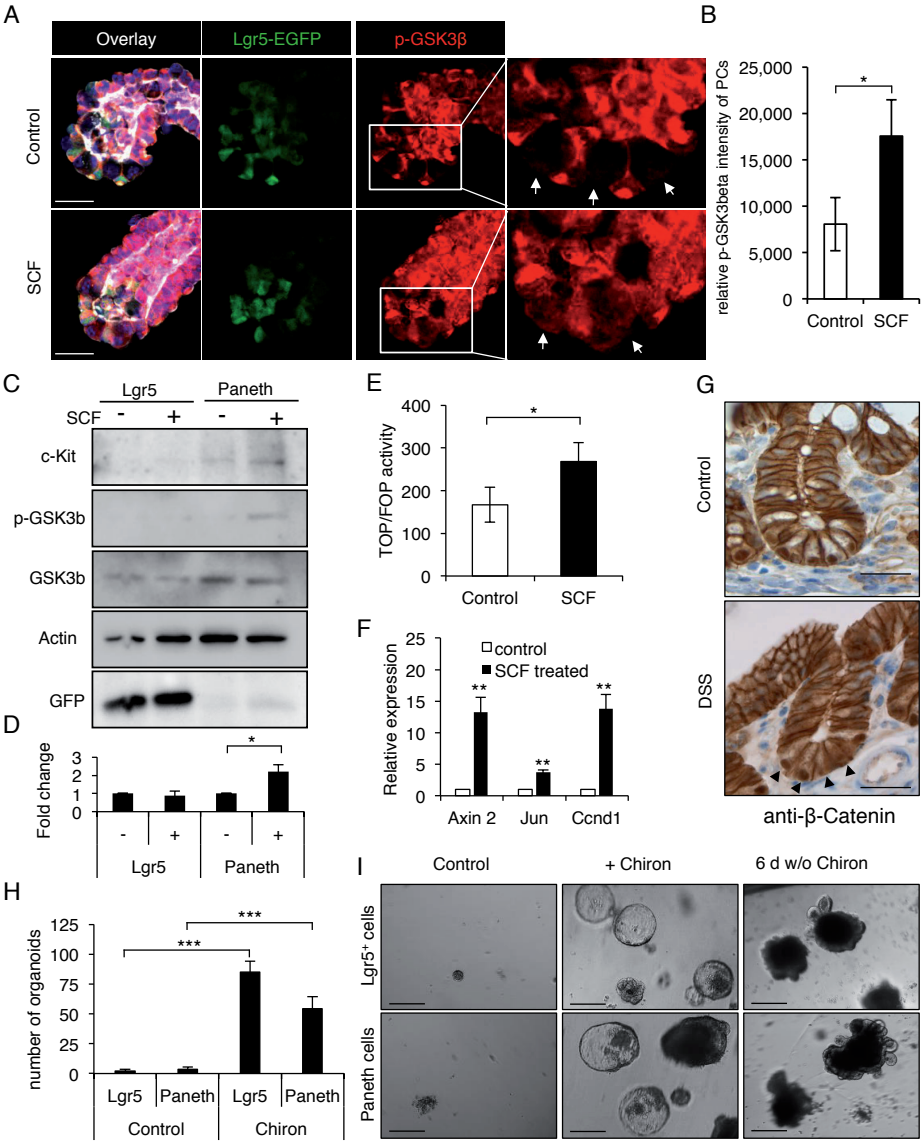 A
Overlay
Lgr5-EGFP
p-GSK3β
Control
SCF
B
relative p-GSK3beta intensity of PCs
25,000
20,000
15,000
10,000
5,000
0
*
Control SCF
C
Lgr5 Paneth
SCF - + - +
c-Kit
p-GSK3b
GSK3b
Actin
GFP
D
Fold change
3
2
1
0
*
- + - +
Lgr5 Paneth
E
TOP/FOP activity
400
300
200
100
0
*
Control SCF
F
Relative expression
25
20
15
10
5
0
control
SCF treated
** ** **
Axin 2 Jun Ccnd1
G
Control
DSS
anti-β-Catenin
H
number of organoids
125
100
75
50
25
0
***
***
Lgr5 Paneth Lgr5 Paneth
Control Chiron
I
Control + Chiron 6 d w/o Chiron
Lgr5+ cells
Paneth cells